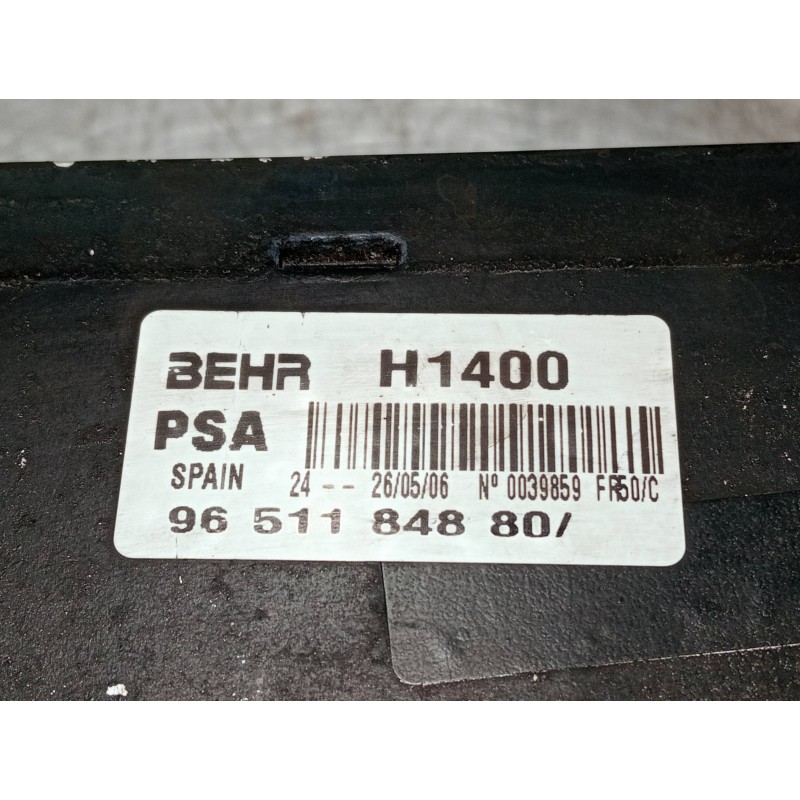 BEHR H1400
PSA
SPAIN 24 -- 26/05/06 Nº 0039859 FR50/C
96 511 848 80/